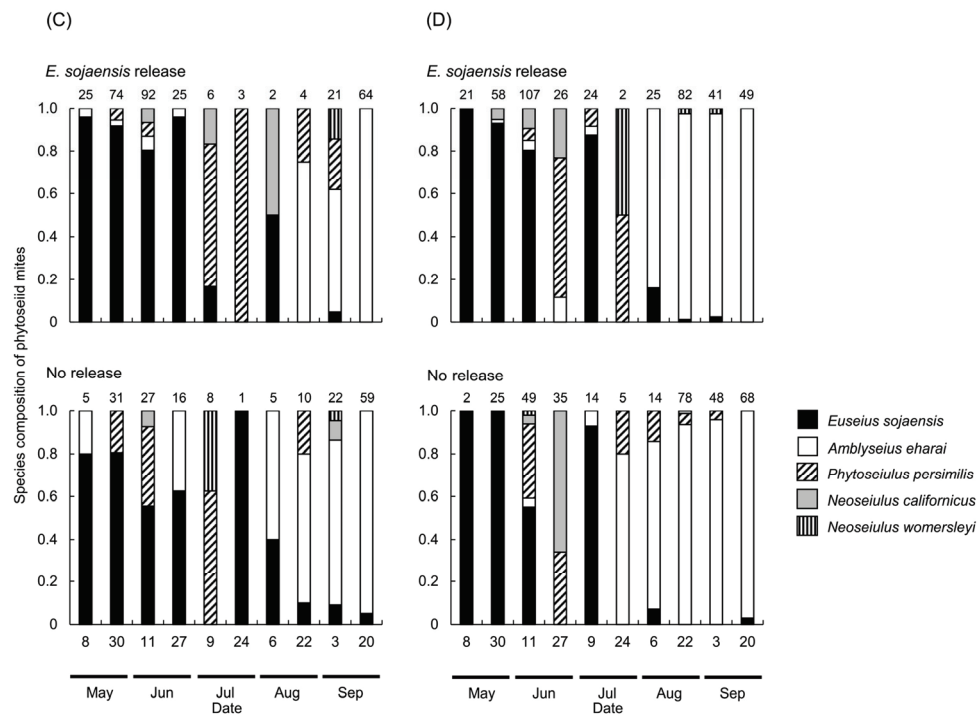 (C)
(D)
E. sojaensis release
E. sojaensis release
25 74 92 25 6 3 2 4 21 64
21 58 107 26 24 2 25 82 41 49
1.0
0.8
0.6
0.4
0.2
0
1.0
0.8
0.6
0.4
0.2
0
Species composition of phytoseiid mites
No release
No release
5 31 27 16 8 1 5 10 22 59
2 25 49 35 14 5 14 78 48 68
1.0
0.8
0.6
0.4
0.2
0
1.0
0.8
0.6
0.4
0.2
0
8 30 11 27 9 24 6 22 3 20
8 30 11 27 9 24 6 22 3 20
May Jun Jul Aug Sep
May Jun Jul Aug Sep
Date
Date
Euseius sojaensis
Amblyseius eharai
Phytoseiulus persimilis
Neoseiulus californicus
Neoseiulus womersleyi